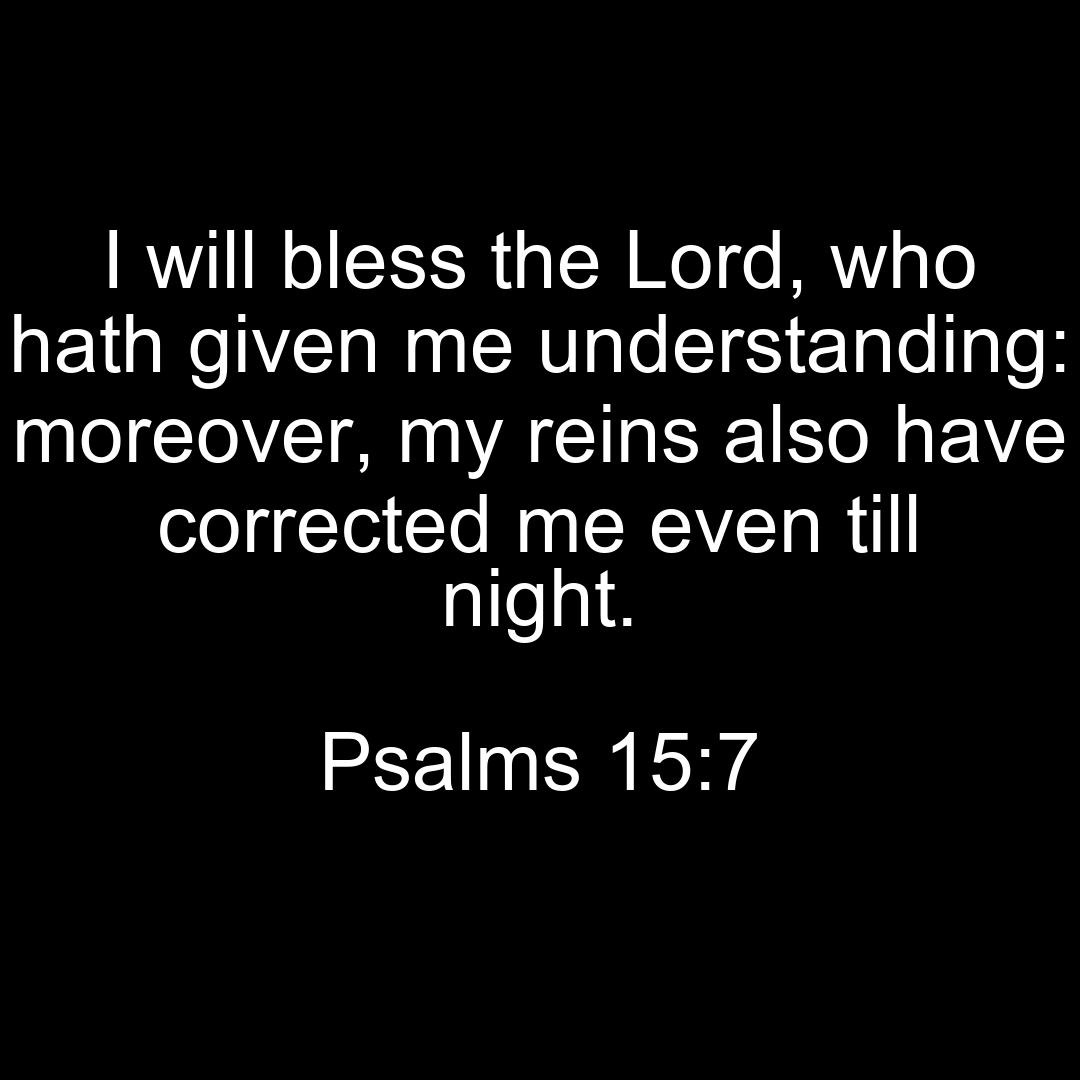 I will bless the Lord, who
hath given me understanding:
moreover, my reins also have
corrected me even till
night.
Psalms 15:7